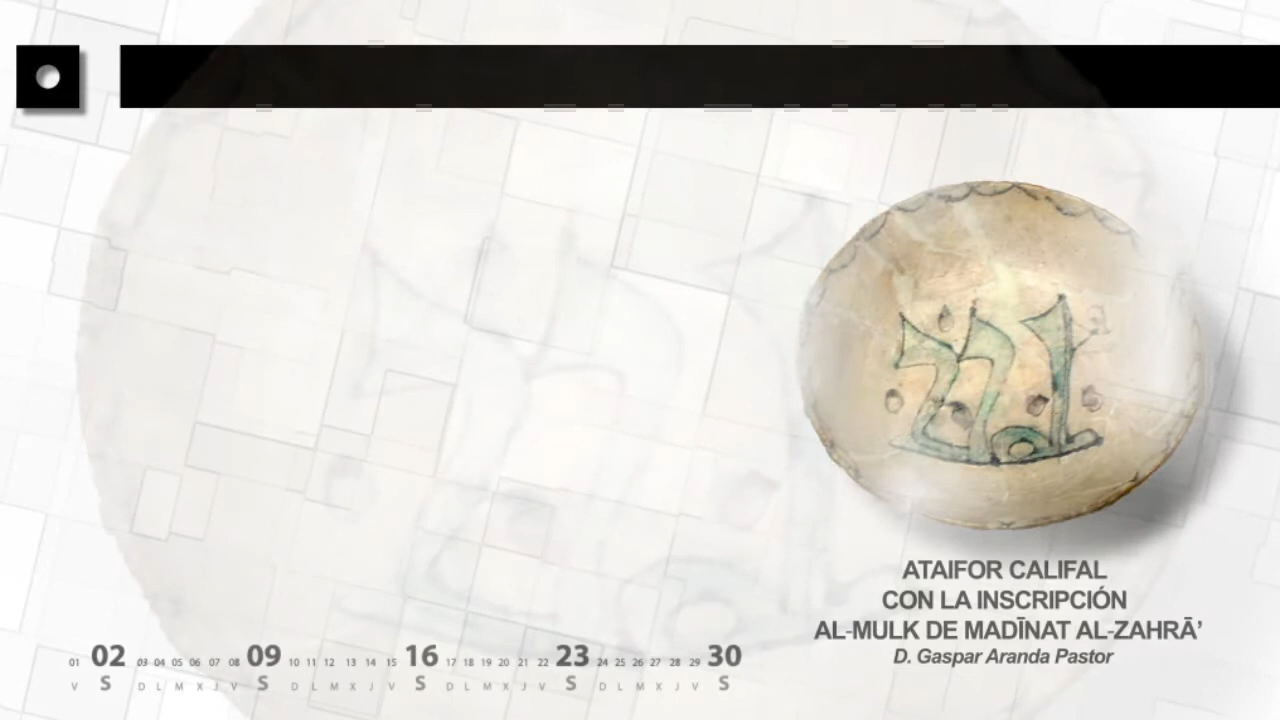 ATAIFOR CALIFAL
CON LA INSCRIPCIÓN
AL-MULK DE MADĪNAT AL-ZAHRĀ’
D. Gaspar Aranda Pastor
01 02 03 04 05 06 07 08 09 10 11 12 13 14 15 16 17 18 19 20 21 22 23 24 25 26 27 28 29 30
V S D L M X J V S D L M X J V S D L M X J V S D L M X J V S